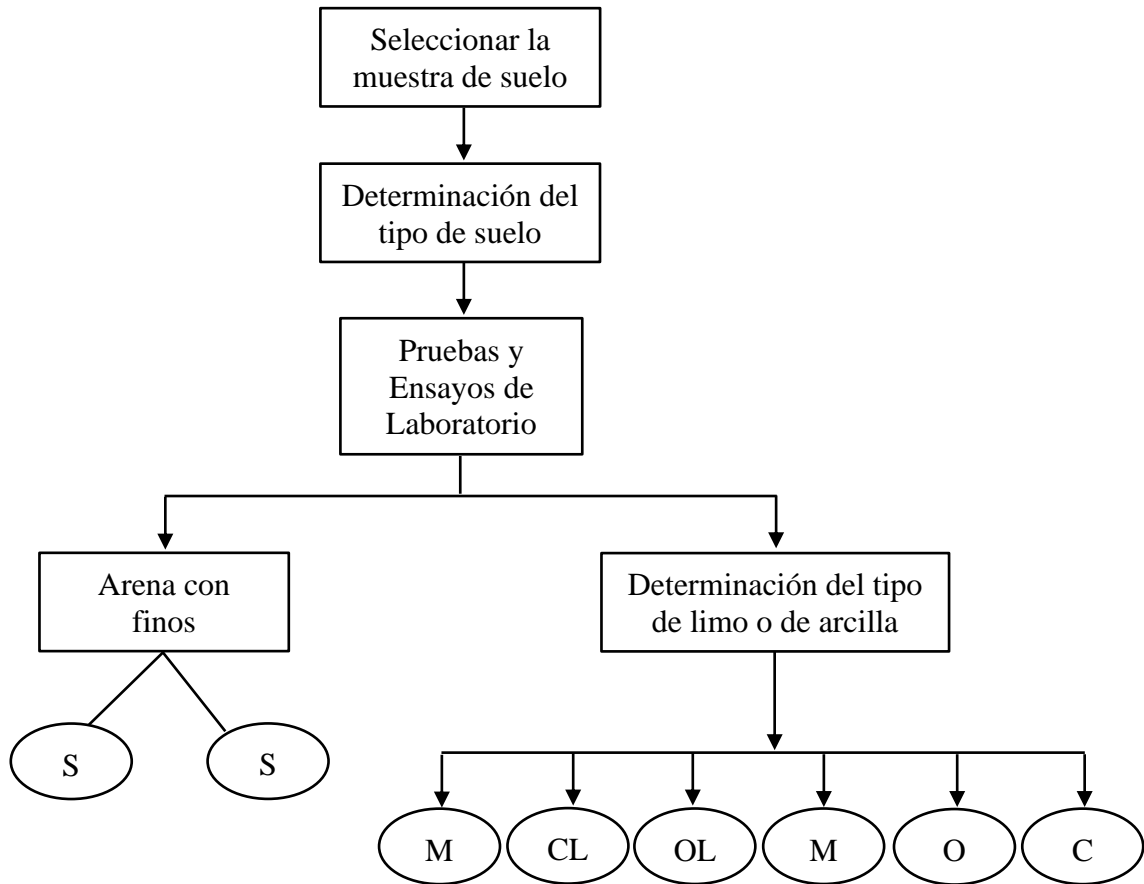 Seleccionar la
muestra de suelo
Determinación del
tipo de suelo
Pruebas y
Ensayos de
Laboratorio
Arena con
finos
Determinación del tipo
de limo o de arcilla
S
S
M
CL
OL
M
O
C